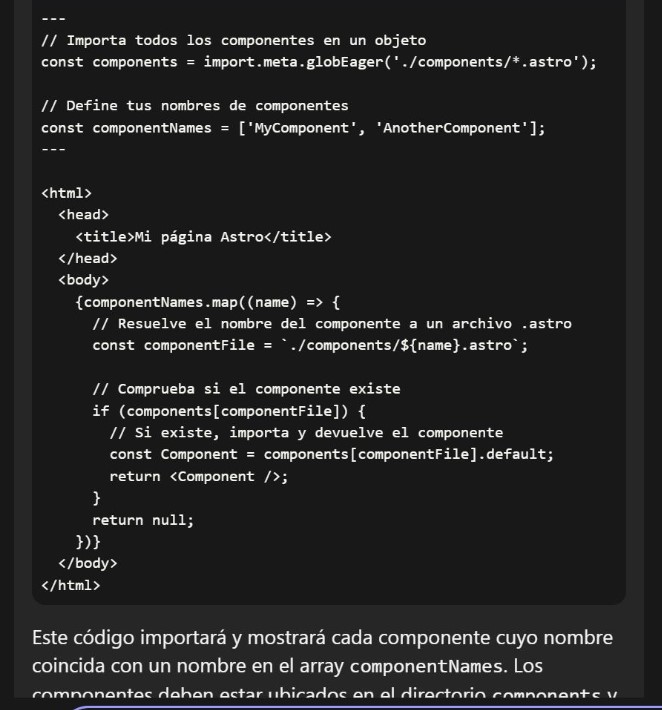 ---
// Importa todos los componentes en un objeto
const components = import.meta.globEager('./components/*.astro');

// Define tus nombres de componentes
const componentNames = ['MyComponent', 'AnotherComponent'];
---

<html>
  <head>
    <title>Mi página Astro</title>
  </head>
  <body>
    {componentNames.map((name) => {
      // Resuelve el nombre del componente a un archivo .astro
      const componentFile = `./components/${name}.astro`;

      // Comprueba si el componente existe
      if (components[componentFile]) {
        // Si existe, importa y devuelve el componente
        const Component = components[componentFile].default;
        return <Component />;
      }
      return null;
    })}
  </body>
</html>
Este código importará y mostrará cada componente cuyo nombre
coincida con un nombre en el array componentNames. Los
componentes deben estar ubicados en el directorio components y